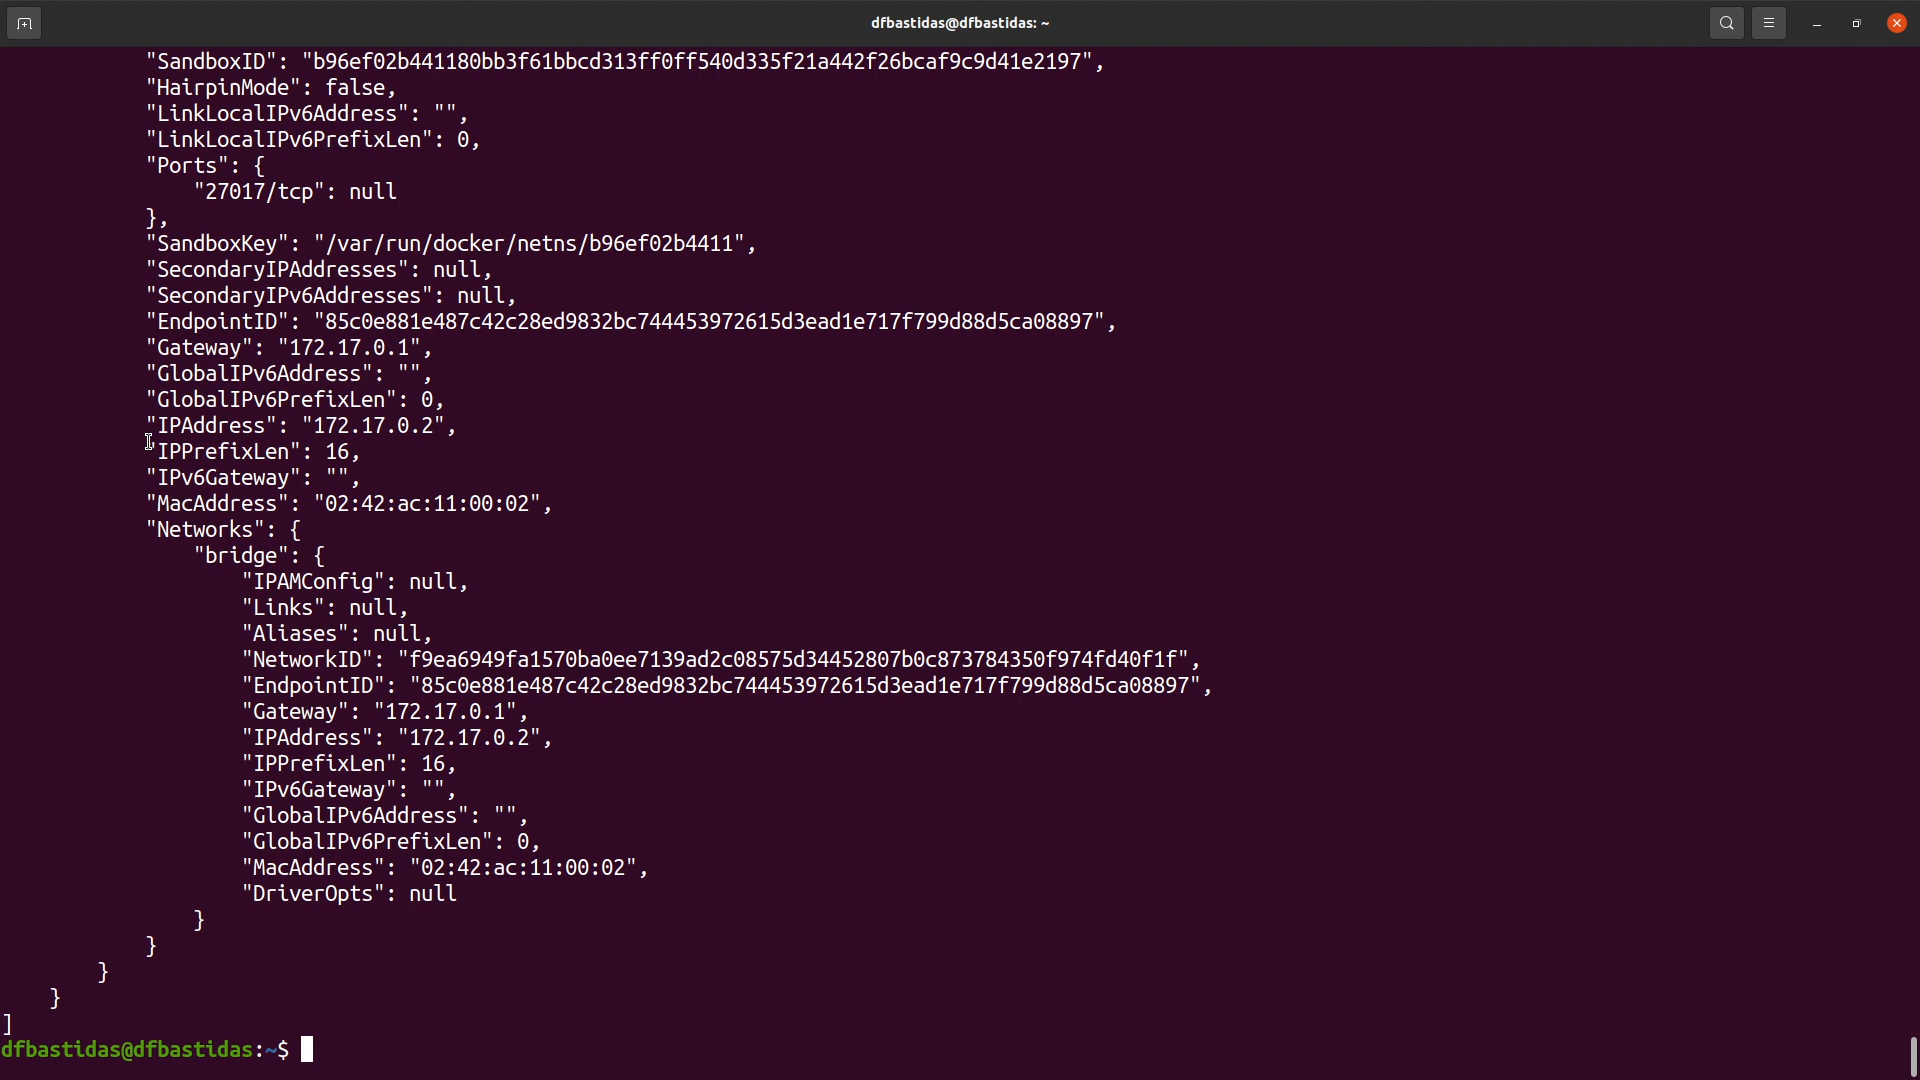 dfbastidas@dfbastidas: ~
"SandboxID": "b96ef02b441180bb3f61bbcd313ff0ff540d335f21a442f26bcaf9c9d41e2197",
"HairpinMode": false,
"LinkLocalIPv6Address": "",
"LinkLocalIPv6PrefixLen": 0,
"Ports": {
"27017/tcp": null
},
"SandboxKey": "/var/run/docker/netns/b96ef02b4411",
"SecondaryIPAddresses": null,
"SecondaryIPv6Addresses": null,
"EndpointID": "85c0e881e487c42c28ed9832bc744453972615d3ead1e717f799d88d5ca08897",
"Gateway": "172.17.0.1",
"GlobalIPv6Address": "",
"GlobalIPv6PrefixLen": 0,
"IPAddress": "172.17.0.2",
"IPPrefixLen": 16,
"IPv6Gateway": "",
"MacAddress": "02:42:ac:11:00:02",
"Networks": {
"bridge": {
"IPAMConfig": null,
"Links": null,
"Aliases": null,
"NetworkID": "f9ea6949fa1570ba0ee7139ad2c08575d34452807b0c873784350f974fd40f1f",
"EndpointID": "85c0e881e487c42c28ed9832bc744453972615d3ead1e717f799d88d5ca08897",
"Gateway": "172.17.0.1",
"IPAddress": "172.17.0.2",
"IPPrefixLen": 16,
"IPv6Gateway": "",
"GlobalIPv6Address": "",
"GlobalIPv6PrefixLen": 0,
"MacAddress": "02:42:ac:11:00:02",
"DriverOpts": null
}
}
}
}
]
dfbastidas@dfbastidas:~$